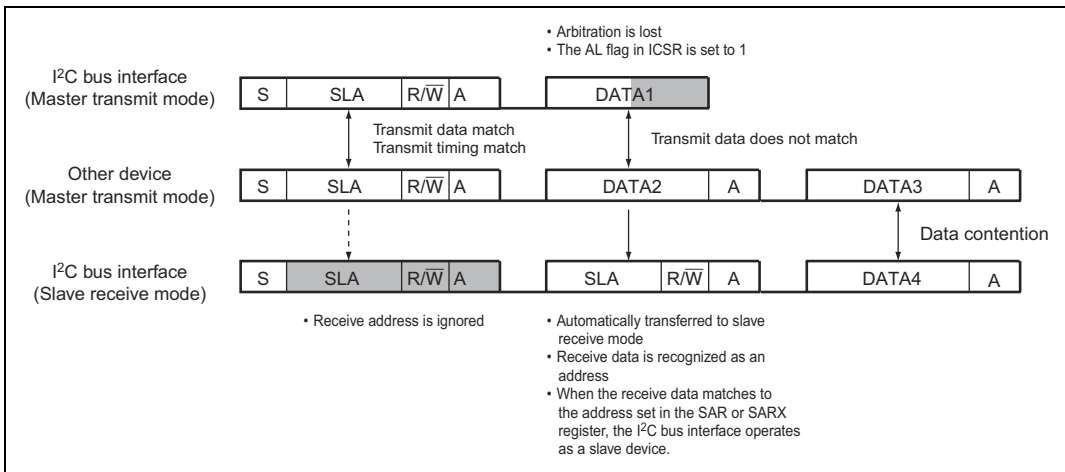 • Arbitration is lost
• The AL flag in ICSR is set to 1
I²C bus interface
(Master transmit mode)
S SLA R/W̅ A DATA1
Transmit data match
Transmit timing match
Transmit data does not match
Other device
(Master transmit mode)
S SLA R/W̅ A DATA2 A DATA3 A
Data contention
I²C bus interface
(Slave receive mode)
S SLA R/W̅ A SLA R/W̅ A DATA4 A
• Receive address is ignored
• Automatically transferred to slave
receive mode
• Receive data is recognized as an
address
• When the receive data matches to
the address set in the SAR or SARX
register, the I²C bus interface operates
as a slave device.